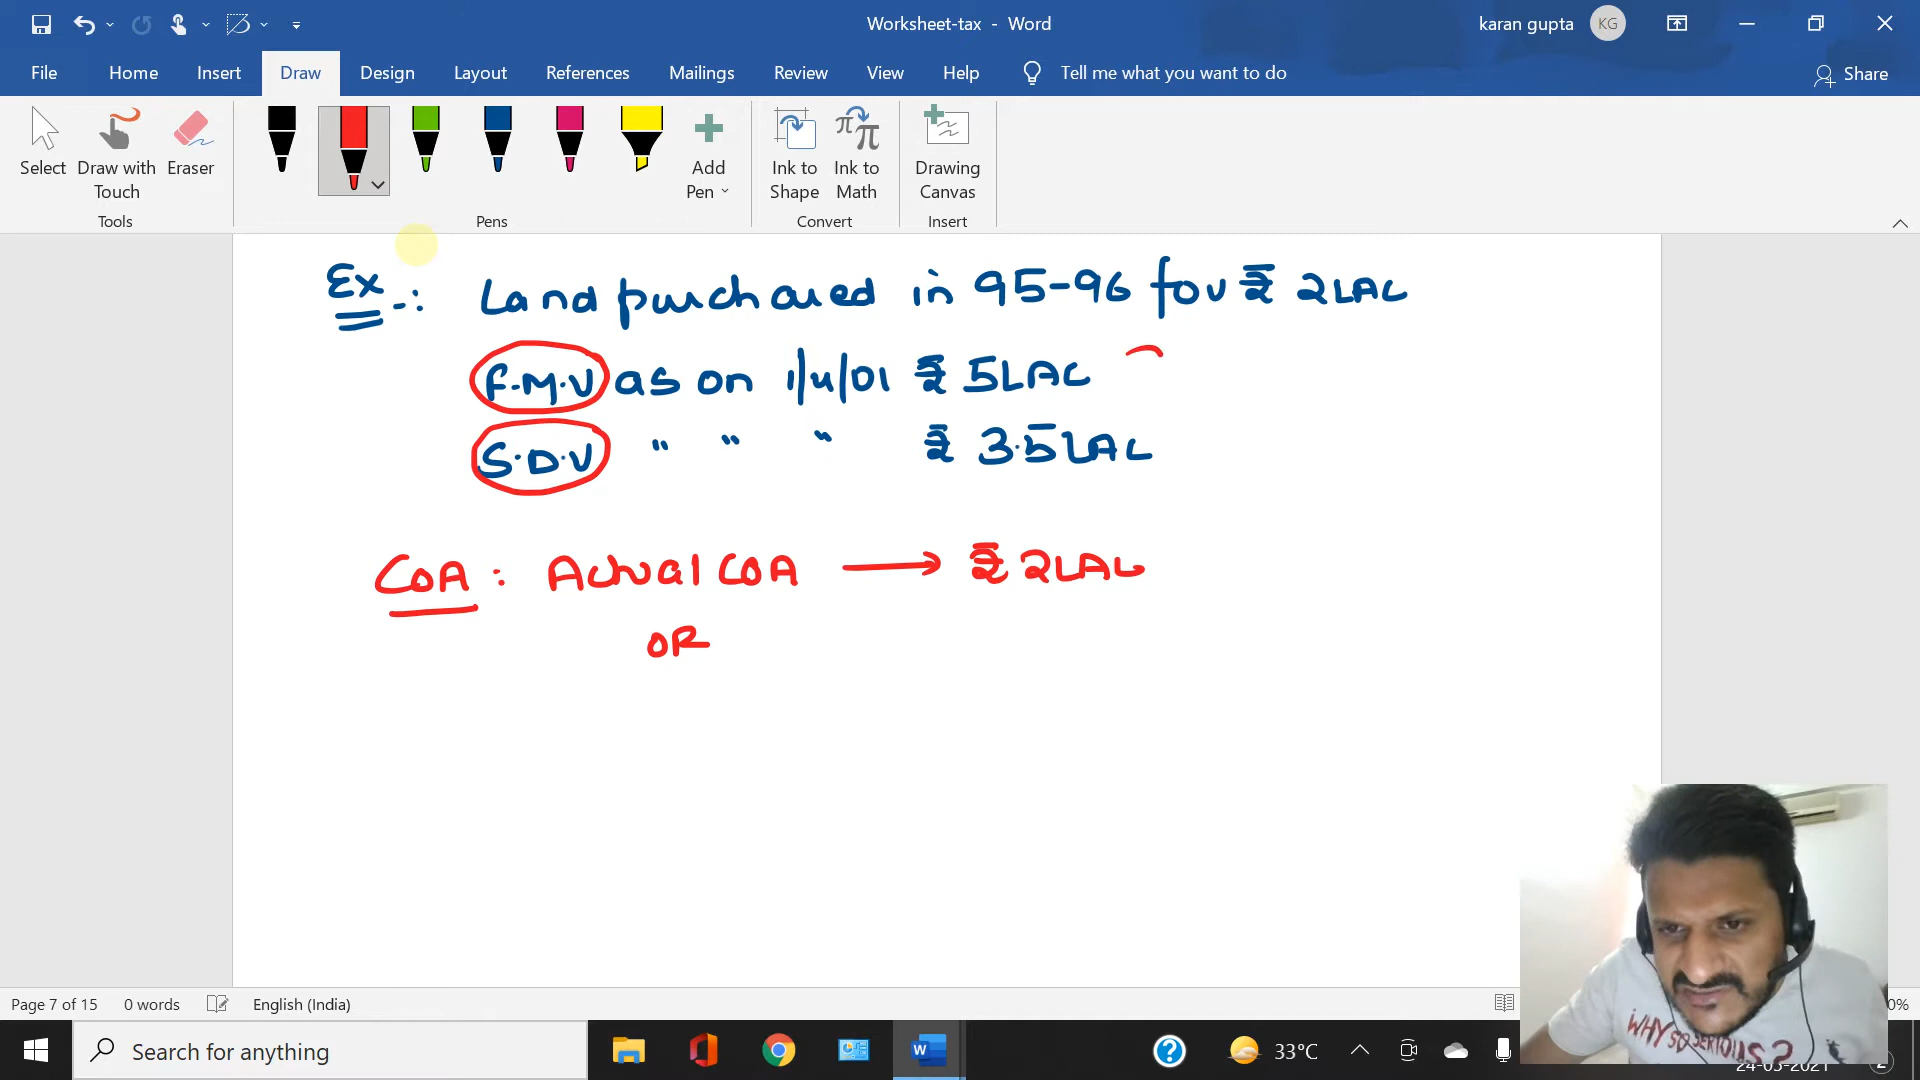 Worksheet-tax - Word
karan gupta
KG
File
Home
Insert
Draw
Design
Layout
References
Mailings
Review
View
Help
Tell me what you want to do
Share
Select
Draw with Touch
Eraser
Add Pen
Ink to Shape
Ink to Math
Drawing Canvas
Tools
Pens
Convert
Insert
Ex -: Land purchased in 95-96 for ₹ 2LAC
F.M.V as on 1/4/01 ₹ 5LAC
S.D.V " " " ₹ 3.5LAC
COA : Actual COA → ₹ 2LAC
OR
WHY SO SERIOUS?
Page 7 of 15
0 words
English (India)
0%
Search for anything
33°C